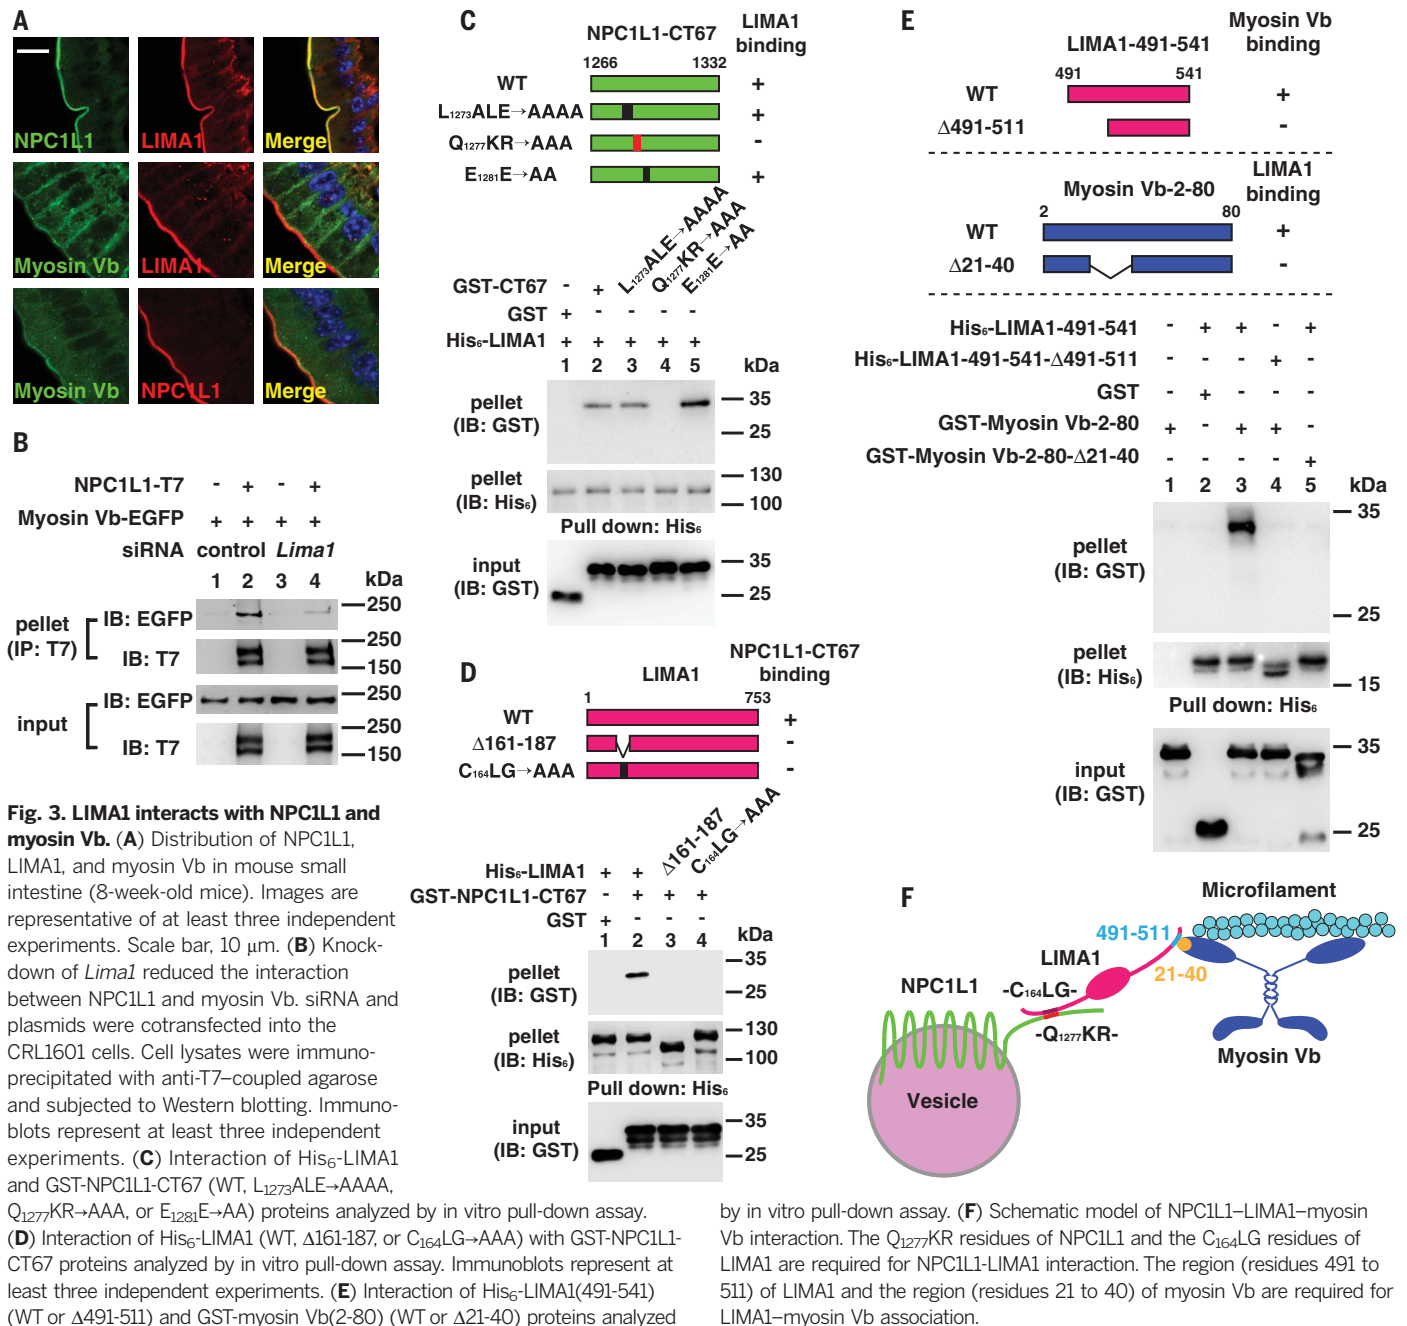 A
NPC1L1
LIMA1
Merge
Myosin Vb
LIMA1
Merge
Myosin Vb
NPC1L1
Merge
B
NPC1L1-T7 - + - +
Myosin Vb-EGFP + + + +
siRNA control Lima1
1 2 3 4 kDa
pellet (IP: T7)
IB: EGFP 250
IB: T7 250 150
input
IB: EGFP 250
IB: T7 250 150
C
NPC1L1-CT67
LIMA1 binding
1266 1332
WT +
L1273ALE→AAAA +
Q1277KR→AAA -
E1281E→AA +
L1273ALE→AAAA
Q1277KR→AAA
E1281E→AA
GST-CT67 - +
GST + - - - -
His6-LIMA1 + + + + +
1 2 3 4 5 kDa
pellet (IB: GST) 35 25
pellet (IB: His6) 130 100
Pull down: His6
input (IB: GST) 35 25
D
LIMA1
NPC1L1-CT67 binding
1 753
WT +
Δ161-187 -
C164LG→AAA -
Δ161-187
C164LG→AAA
His6-LIMA1 + +
GST-NPC1L1-CT67 - + + +
GST + - - -
1 2 3 4 kDa
pellet (IB: GST) 35 25
pellet (IB: His6) 130 100
Pull down: His6
input (IB: GST) 35 25
E
LIMA1-491-541
Myosin Vb binding
491 541
WT +
Δ491-511 -
Myosin Vb-2-80
LIMA1 binding
2 80
WT +
Δ21-40 -
His6-LIMA1-491-541 - + + - +
His6-LIMA1-491-541-Δ491-511 - - - + -
GST - + - - -
GST-Myosin Vb-2-80 + - + + -
GST-Myosin Vb-2-80-Δ21-40 - - - - +
1 2 3 4 5 kDa
pellet (IB: GST) 35 25
pellet (IB: His6) 15
Pull down: His6
input (IB: GST) 35 25
F
Microfilament
491-511
LIMA1
21-40
NPC1L1
-C164LG-
-Q1277KR-
Myosin Vb
Vesicle
Fig. 3. LIMA1 interacts with NPC1L1 and
myosin Vb. (A) Distribution of NPC1L1,
LIMA1, and myosin Vb in mouse small
intestine (8-week-old mice). Images are
representative of at least three independent
experiments. Scale bar, 10 μm. (B) Knock-
down of Lima1 reduced the interaction
between NPC1L1 and myosin Vb. siRNA and
plasmids were cotransfected into the
CRL1601 cells. Cell lysates were immuno-
precipitated with anti-T7–coupled agarose
and subjected to Western blotting. Immuno-
blots represent at least three independent
experiments. (C) Interaction of His6-LIMA1
and GST-NPC1L1-CT67 (WT, L1273ALE→AAAA,
Q1277KR→AAA, or E1281E→AA) proteins analyzed by in vitro pull-down assay.
(D) Interaction of His6-LIMA1 (WT, Δ161-187, or C164LG→AAA) with GST-NPC1L1-
CT67 proteins analyzed by in vitro pull-down assay. Immunoblots represent at
least three independent experiments. (E) Interaction of His6-LIMA1(491-541)
(WT or Δ491-511) and GST-myosin Vb(2-80) (WT or Δ21-40) proteins analyzed
by in vitro pull-down assay. (F) Schematic model of NPC1L1–LIMA1–myosin
Vb interaction. The Q1277KR residues of NPC1L1 and the C164LG residues of
LIMA1 are required for NPC1L1-LIMA1 interaction. The region (residues 491 to
511) of LIMA1 and the region (residues 21 to 40) of myosin Vb are required for
LIMA1–myosin Vb association.